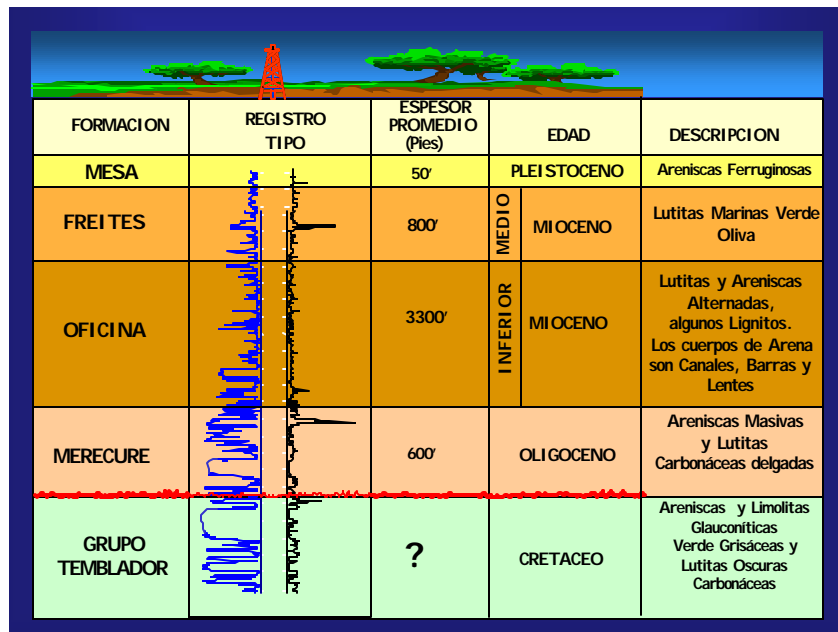 FORMACION
REGISTRO
TIPO
ESPESOR
PROMEDIO
(Pies)
EDAD
DESCRIPCION
MESA
50'
PLEISTOCENO
Areniscas Ferruginosas
FREITES
800'
MEDIO
MIOCENO
Lutitas Marinas Verde
Oliva
OFICINA
3300'
INFERIOR
MIOCENO
Lutitas y Areniscas
Alternadas,
algunos Lignitos.
Los cuerpos de Arena
son Canales, Barras y
Lentes
MERECURE
600'
OLIGOCENO
Areniscas Masivas
y Lutitas
Carbonáceas delgadas
GRUPO
TEMBLADOR
?
CRETACEO
Areniscas y Limolitas
Glauconíticas
Verde Grisáceas y
Lutitas Oscuras
Carbonáceas